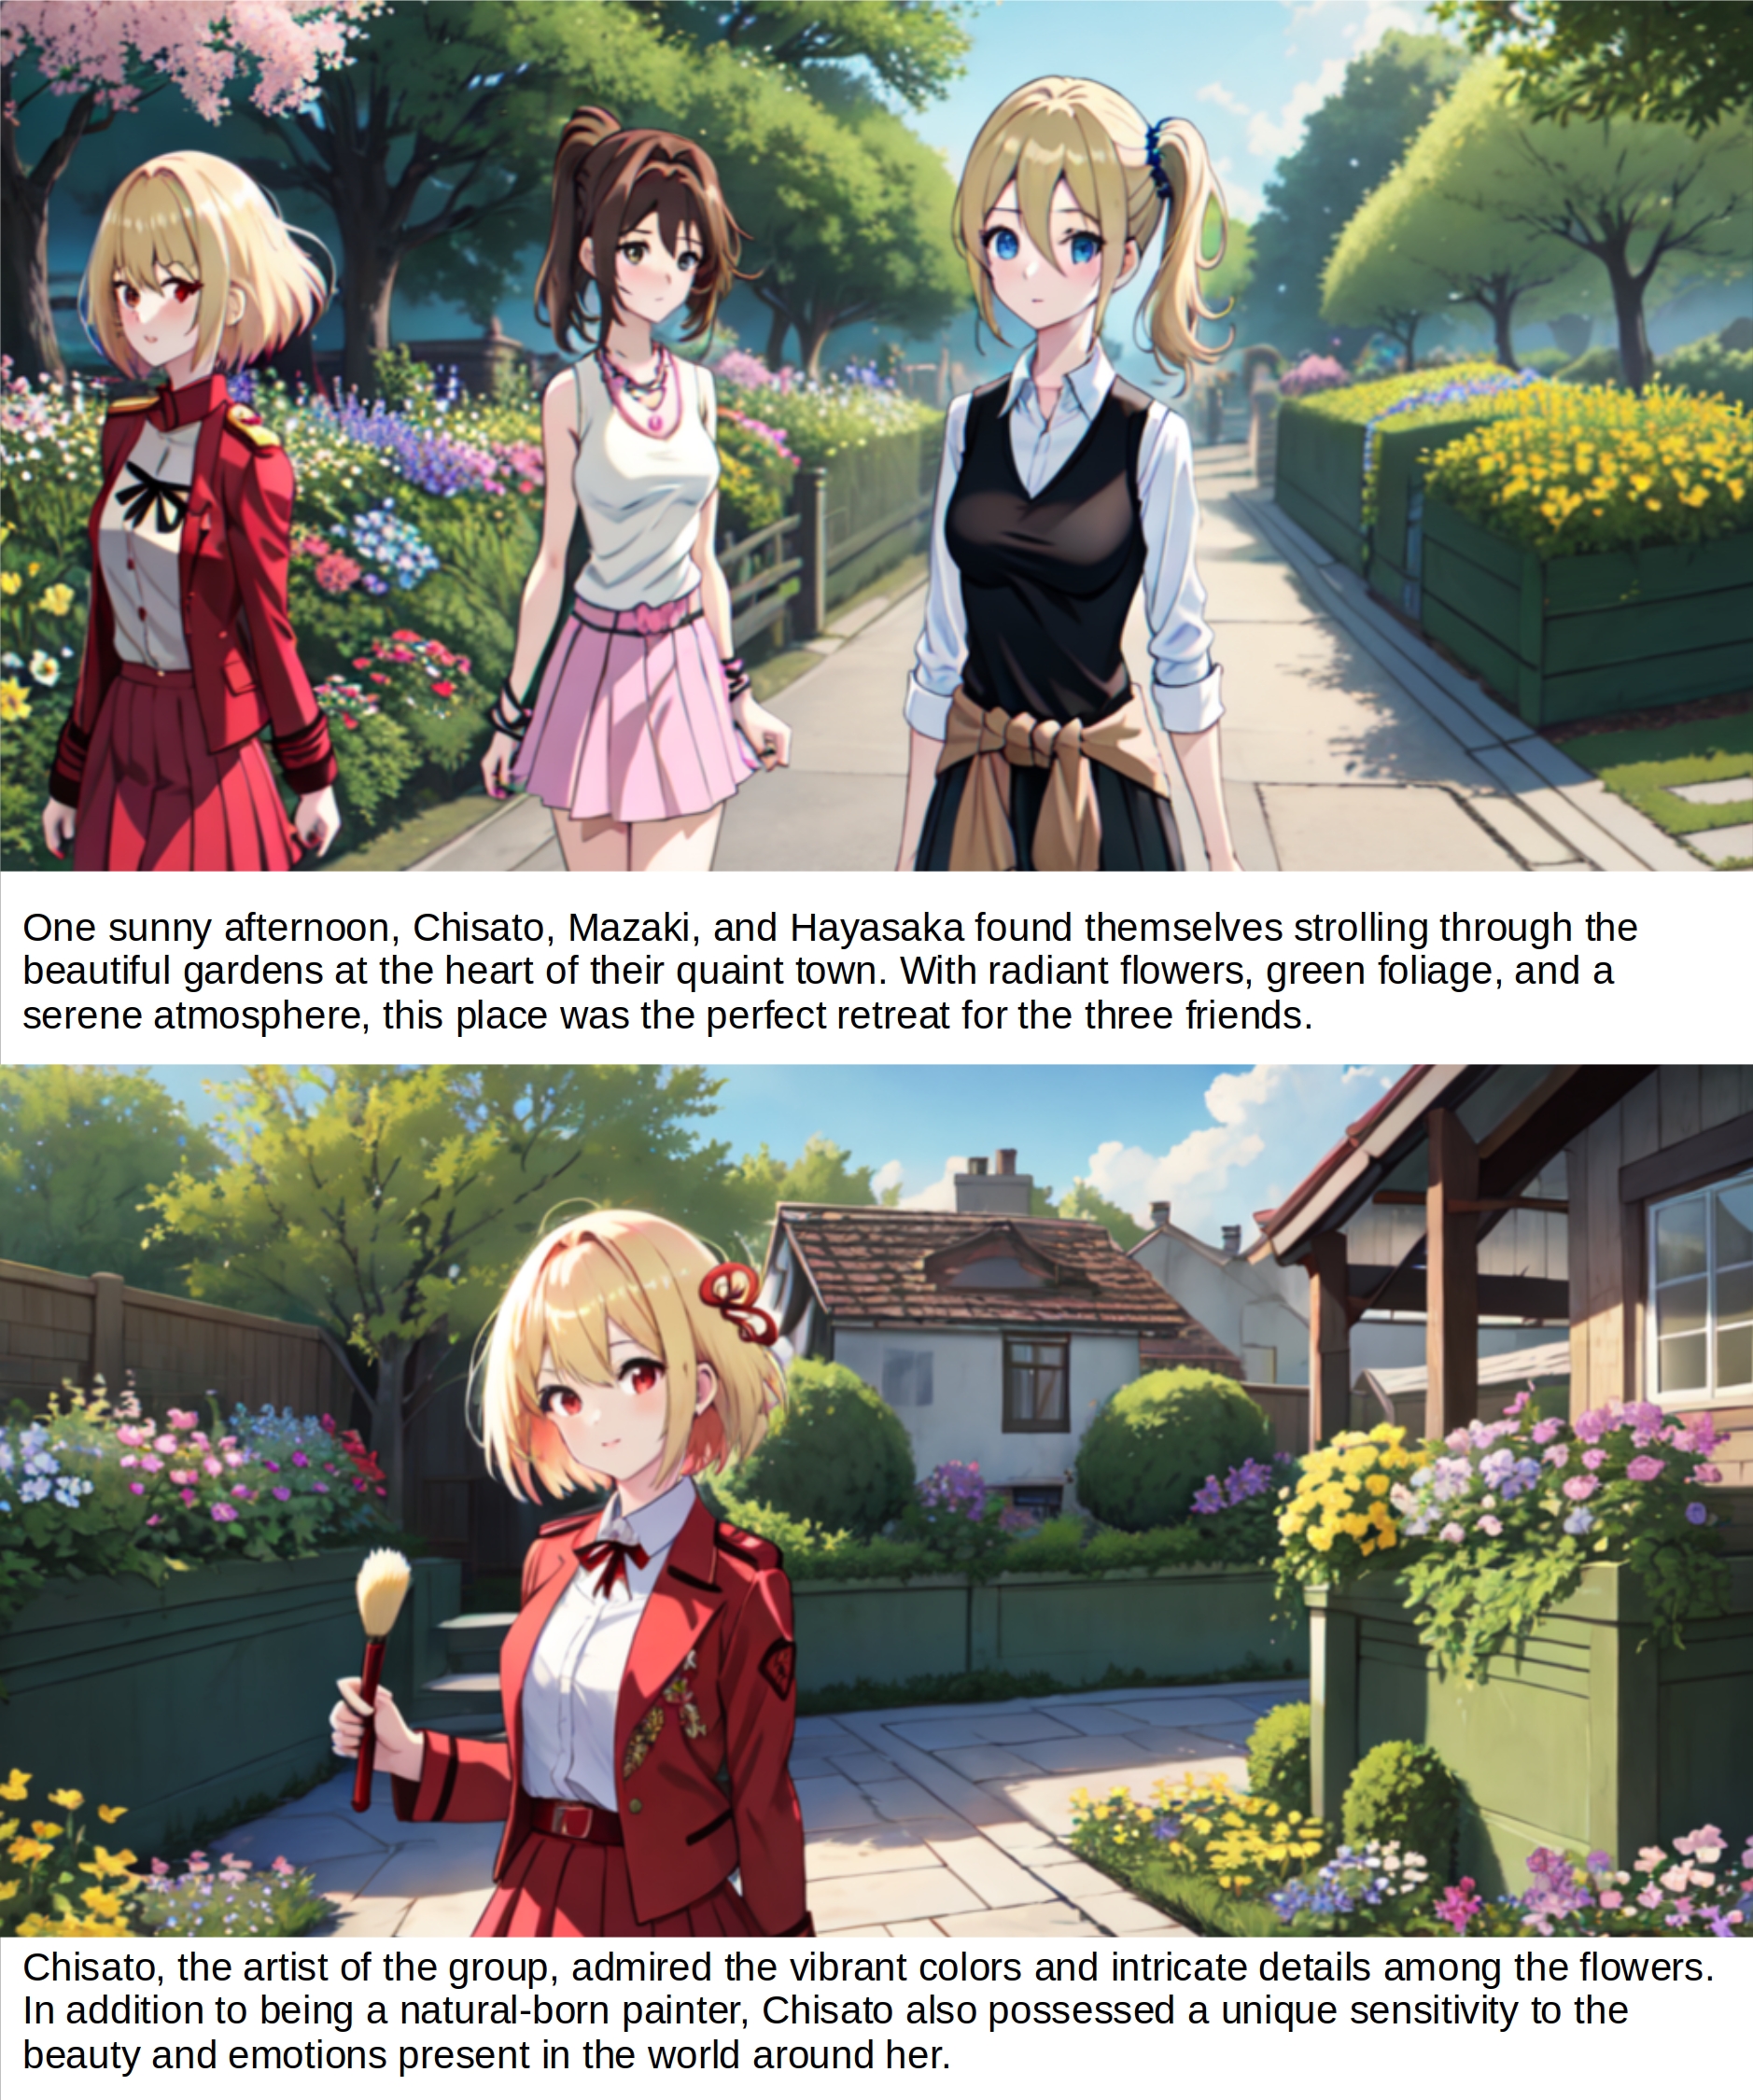 One sunny afternoon, Chisato, Mazaki, and Hayasaka found themselves strolling through the
beautiful gardens at the heart of their quaint town. With radiant flowers, green foliage, and a
serene atmosphere, this place was the perfect retreat for the three friends.
Chisato, the artist of the group, admired the vibrant colors and intricate details among the flowers.
In addition to being a natural-born painter, Chisato also possessed a unique sensitivity to the
beauty and emotions present in the world around her.